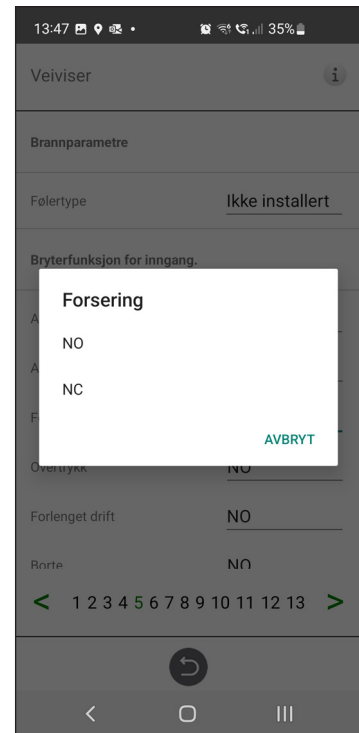 13:47 35%
Veiviser i
Brannparametre
Følertype Ikke installert
Bryterfunksjon for inngang.
Forsering
A
NO
A
NC
F
AVBRYT
Overtrykk NO
Forlenget drift NO
Borte NO
< 1 2 3 4 5 6 7 8 9 10 11 12 13 >